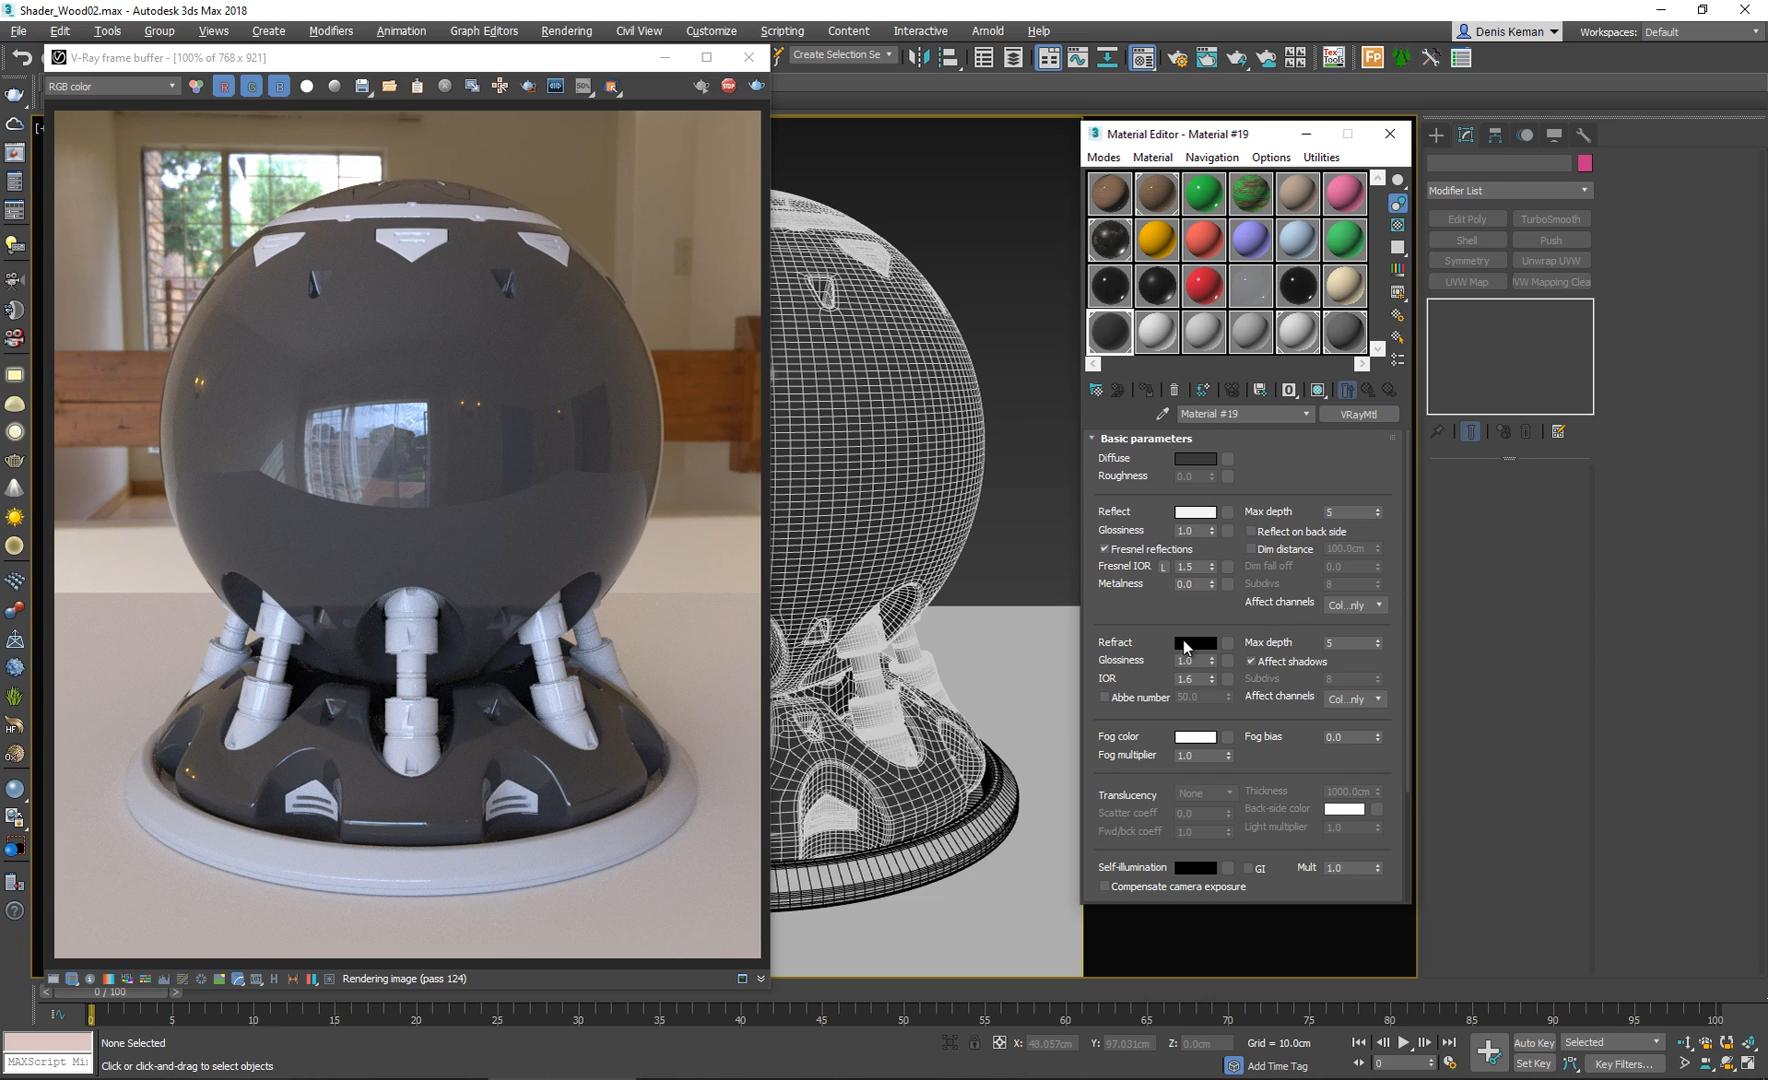 Shader_Wood02.max - Autodesk 3ds Max 2018
File Edit Tools Group Views Create Modifiers Animation Graph Editors Rendering Civil View Customize Scripting Content Interactive Arnold Help
Denis Keman
Workspaces: Default
V-Ray frame buffer - [100% of 768 x 921]
Create Selection Se
RGB color
R G B
50%
Material Editor - Material #19
Modes Material Navigation Options Utilities
Material #19 VRayMtl
Basic parameters
Diffuse
Roughness 0.0
Reflect Max depth 5
Glossiness 1.0 Reflect on back side
Fresnel reflections Dim distance 100.0cm
Fresnel IOR L 1.5 Dim fall off 0.0
Metalness 0.0 Subdivs 8
Affect channels Col...nly
Refract Max depth 5
Glossiness 1.0 Affect shadows
IOR 1.6 Subdivs 8
Abbe number 50.0 Affect channels Col...nly
Fog color Fog bias 0.0
Fog multiplier 1.0
Translucency None Thickness 1000.0cm
Scatter coeff 0.0 Back-side color
Fwd/bck coeff 1.0 Light multiplier 1.0
Self-illumination GI Mult 1.0
Compensate camera exposure
Modifier List
Edit Poly TurboSmooth
Shell Push
Symmetry Unwrap UVW
UVW Map VW Mapping Clea
Rendering image (pass 124)
0 / 100
0 5 10 15 20 25 30 35 40 45 50 55 60 65 70 75 80 85 90 95 100
None Selected
X: 48.057cm Y: 97.031cm Z: 0.0cm Grid = 10.0cm
Auto Key Selected
MAXScript Mi
Click or click-and-drag to select objects
Add Time Tag
0
Set Key Key Filters...